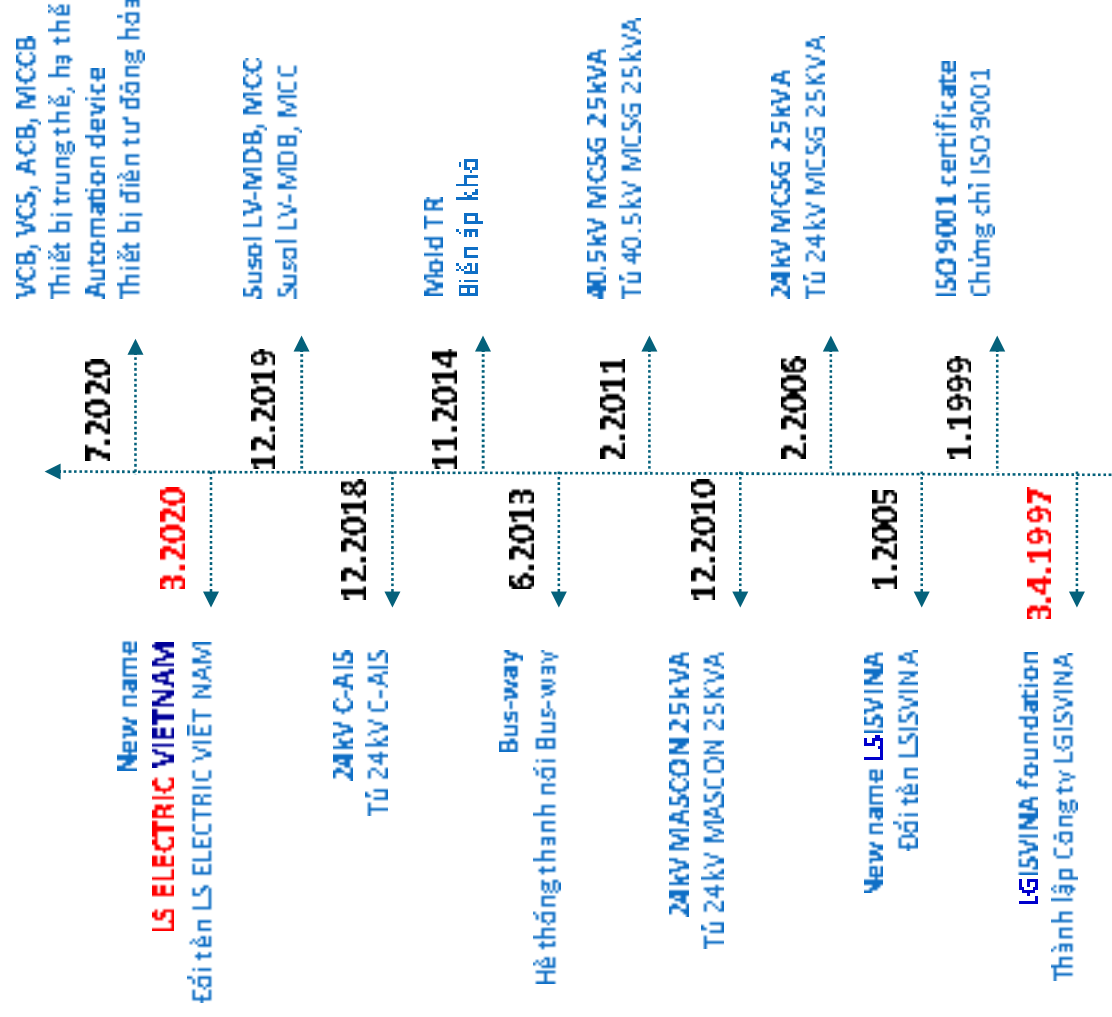 VCB, VCS, ACB, MCCB
Thiết bị trung thế, hạ thế
Automation device
Thiết bị điện tự động hóa
7.2020
New name
LS ELECTRIC VIETNAM
Đổi tên LS ELECTRIC VIỆT NAM
3.2020
12.2019
Susol LV-MDB, MCC
Susol LV-MDB, MCC
24kV C-AIS
Tủ 24kV C-AIS
12.2018
11.2014
Mold TR
Biến áp khô
Bus-way
Hệ thống thanh nối Bus-way
6.2013
2.2011
40.5kV MCSG 25kVA
Tủ 40.5kV MCSG 25kVA
24kV MASCON 25kVA
Tủ 24kV MASCON 25KVA
12.2010
2.2006
24kV MCSG 25kVA
Tủ 24kV MCSG 25KVA
New name LSISVINA
Đổi tên LSISVINA
1.2005
1.1999
ISO 9001 certificate
Chứng chỉ ISO 9001
LGISVINA foundation
Thành lập Công ty LGISVINA
3.4.1997